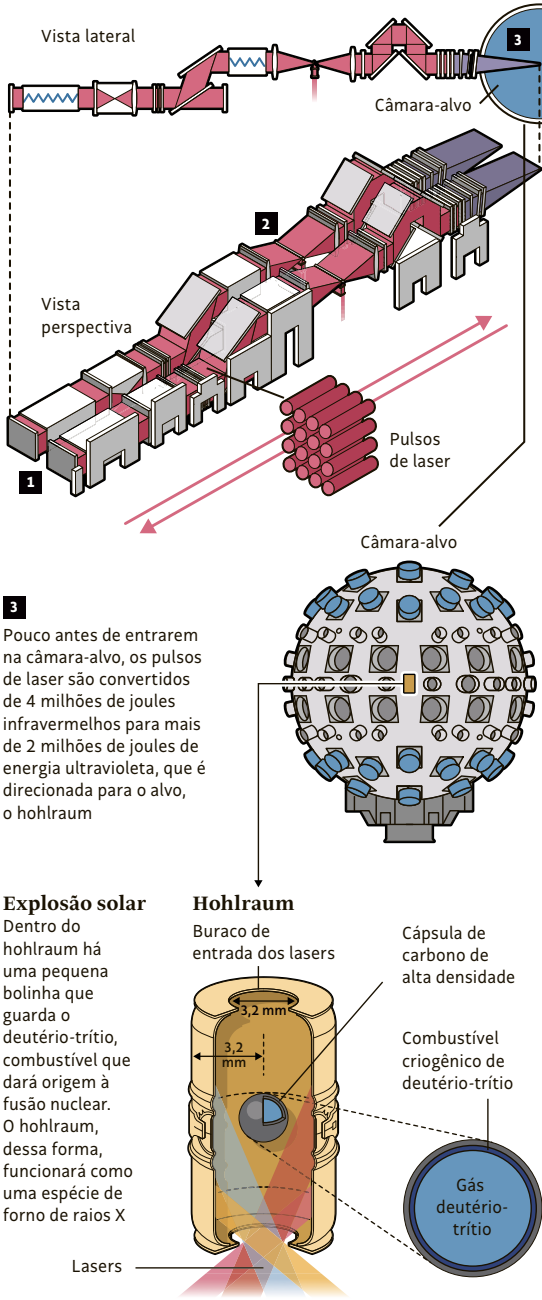 Vista lateral
3
Câmara-alvo
2
Vista
perspectiva
1
Pulsos
de laser
Câmara-alvo
3
Pouco antes de entrarem
na câmara-alvo, os pulsos
de laser são convertidos
de 4 milhões de joules
infravermelhos para mais
de 2 milhões de joules de
energia ultravioleta, que é
direcionada para o alvo,
o hohlraum
Explosão solar
Dentro do
hohlraum há
uma pequena
bolinha que
guarda o
deutério-trítio,
combustível que
dará origem à
fusão nuclear.
O hohlraum,
dessa forma,
funcionará como
uma espécie de
forno de raios X
Hohlraum
Buraco de
entrada dos lasers
3,2 mm
3,2
mm
Lasers
Cápsula de
carbono de
alta densidade
Combustível
criogênico de
deutério-trítio
Gás
deutério-
trítio